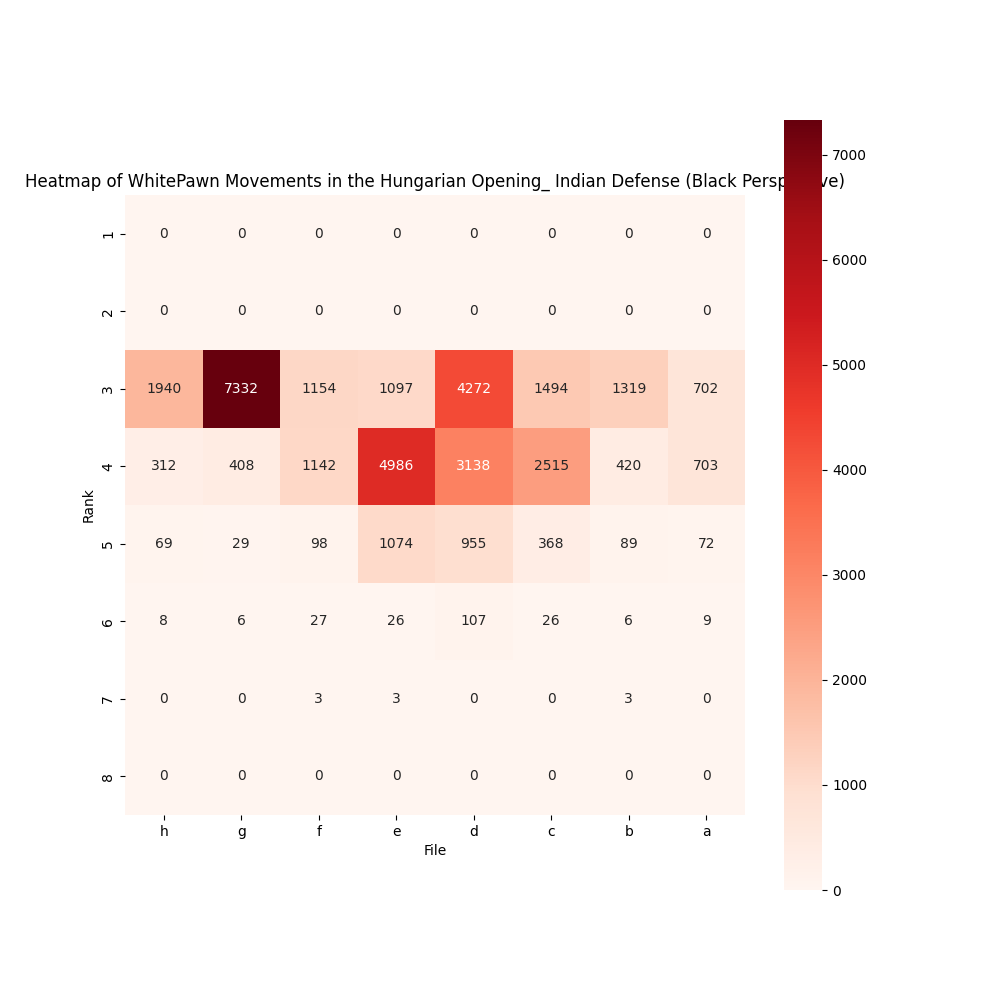 Heatmap of WhitePawn Movements in the Hungarian Opening_ Indian Defense (Black Persp ve)
7000
6000
5000
4000
3000
2000
1000
0
Rank
1 0 0 0 0 0 0 0 0
2 0 0 0 0 0 0 0 0
3 1940 7332 1154 1097 4272 1494 1319 702
4 312 408 1142 4986 3138 2515 420 703
5 69 29 98 1074 955 368 89 72
6 8 6 27 26 107 26 6 9
7 0 0 3 3 0 0 3 0
8 0 0 0 0 0 0 0 0
h g f e d c b a
File